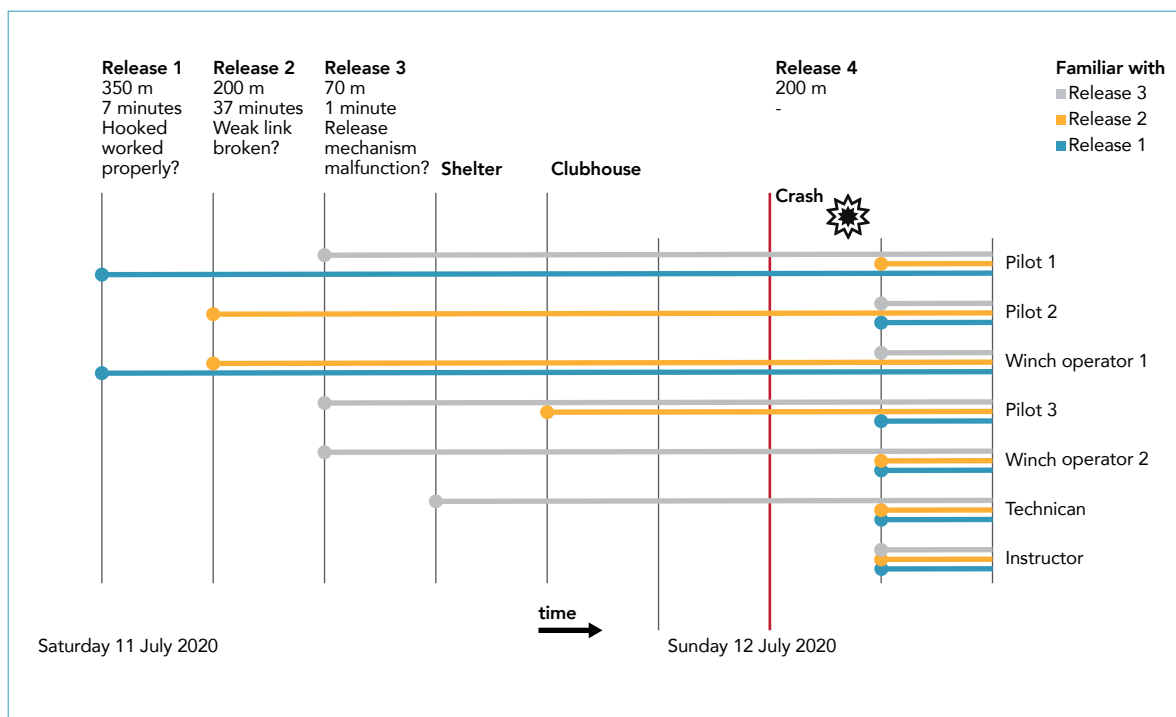 Release 1
350 m
7 minutes
Hooked
worked
properly?
Release 2
200 m
37 minutes
Weak link
broken?
Release 3
70 m
1 minute
Release
mechanism
malfunction?
Shelter
Clubhouse
Release 4
200 m
-
Crash
Familiar with
Release 3
Release 2
Release 1
Pilot 1
Pilot 2
Winch operator 1
Pilot 3
Winch operator 2
Technican
Instructor
time
Saturday 11 July 2020
Sunday 12 July 2020